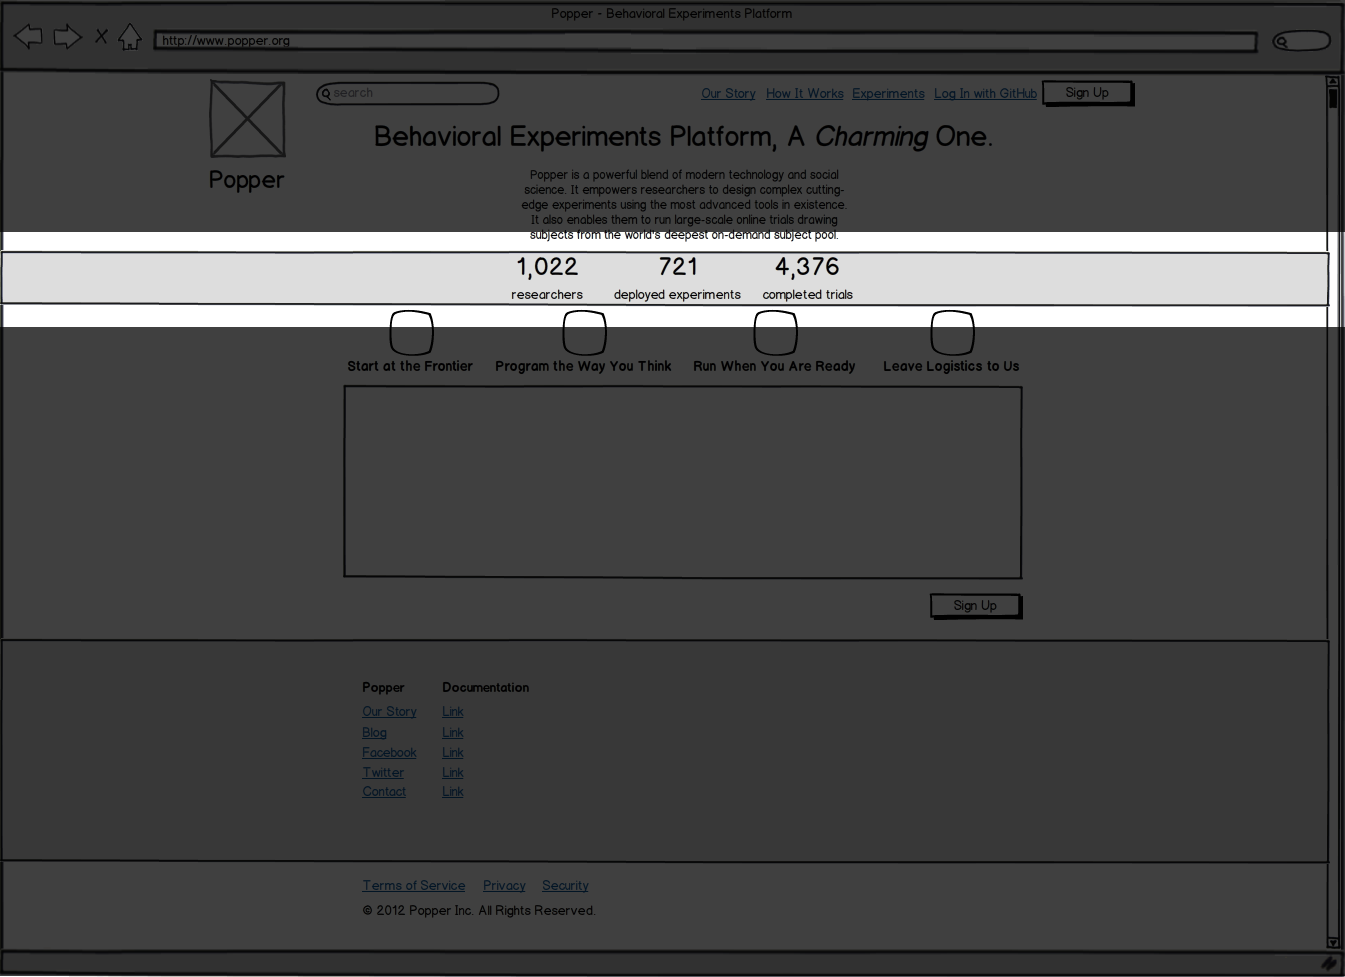 Popper - Behavioral Experiments Platform
http://www.popper.org
search
Our Story How It Works Experiments Log In with GitHub Sign Up
Behavioral Experiments Platform, A Charming One.
Popper
Popper is a powerful blend of modern technology and social
science. It empowers researchers to design complex cutting-
edge experiments using the most advanced tools in existence.
It also enables them to run large-scale online trials drawing
subjects from the world's deepest on-demand subject pool.
1,022 721 4,376
researchers deployed experiments completed trials
Start at the Frontier Program the Way You Think Run When You Are Ready Leave Logistics to Us
Sign Up
Popper Documentation
Our Story Link
Blog Link
Facebook Link
Twitter Link
Contact Link
Terms of Service Privacy Security
© 2012 Popper Inc. All Rights Reserved.